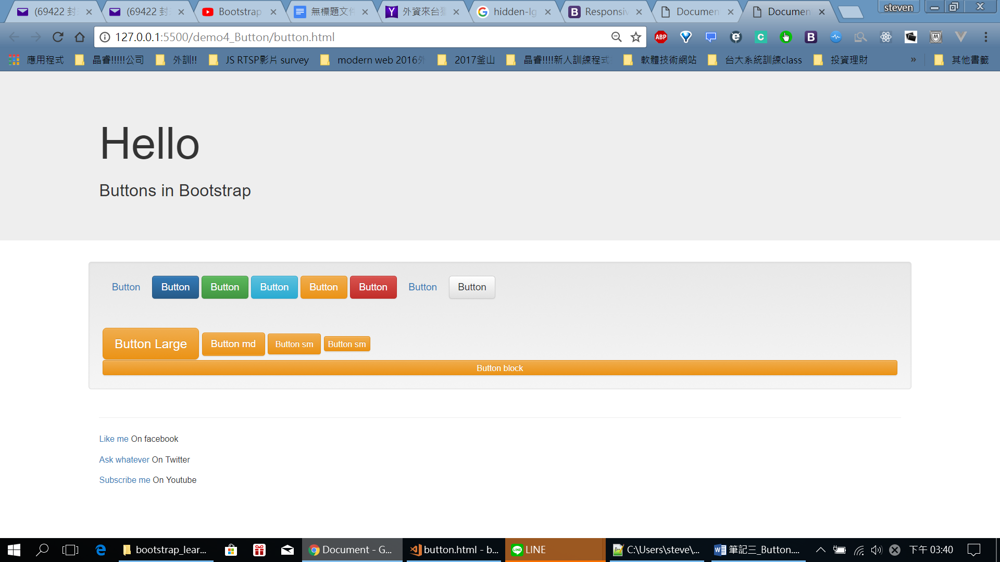 (69422 封 (69422 封 Bootstrap 無標題文件 外資來台 hidden-lg Responsiv Documen Documen steven
127.0.0.1:5500/demo4_Button/button.html ABP
應用程式 晶睿!!!!!公司 外訓!! JS RTSP影片 survey modern web 2016外 2017釜山 晶睿!!!!新人訓練程式 軟體技術網站 台大系統訓練class 投資理財 » 其他書籤
Hello
Buttons in Bootstrap
Button Button Button Button Button Button Button Button
Button Large Button md Button sm Button sm
Button block
Like me On facebook
Ask whatever On Twitter
Subscribe me On Youtube
bootstrap_lear... Document - G... button.html - b... LINE C:\Users\steve\... 筆記三_Button.... 下午 03:40